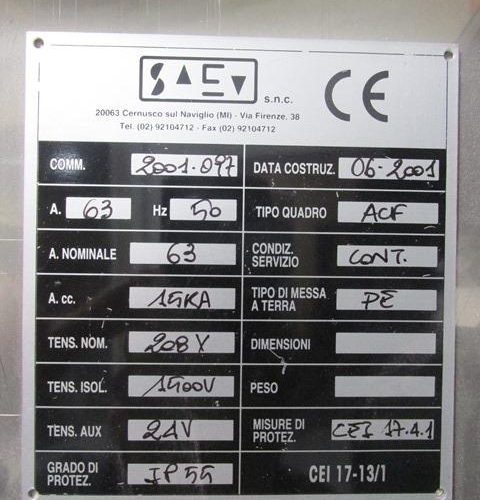 SAEV s.n.c. CE
20063 Cernusco sul Naviglio (MI) - Via Firenze, 38
Tel. (02) 92104712 - Fax (02) 92104712
COMM. 2001.097 DATA COSTRUZ. 06-2001
A. 63 Hz 50 TIPO QUADRO ACF
A. NOMINALE 63 CONDIZ. SERVIZIO CONT.
A. cc. 15KA TIPO DI MESSA A TERRA PE
TENS. NOM. 208V DIMENSIONI
TENS. ISOL. 1500V PESO
TENS. AUX 24V MISURE DI PROTEZ. CEI 17.4.1
GRADO DI PROTEZ. IP55 CEI 17-13/1